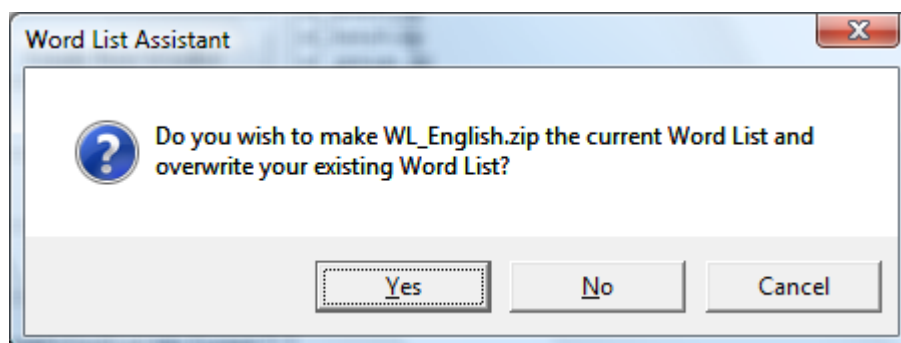 Word List Assistant
Do you wish to make WL_English.zip the current Word List and
overwrite your existing Word List?
Yes No Cancel